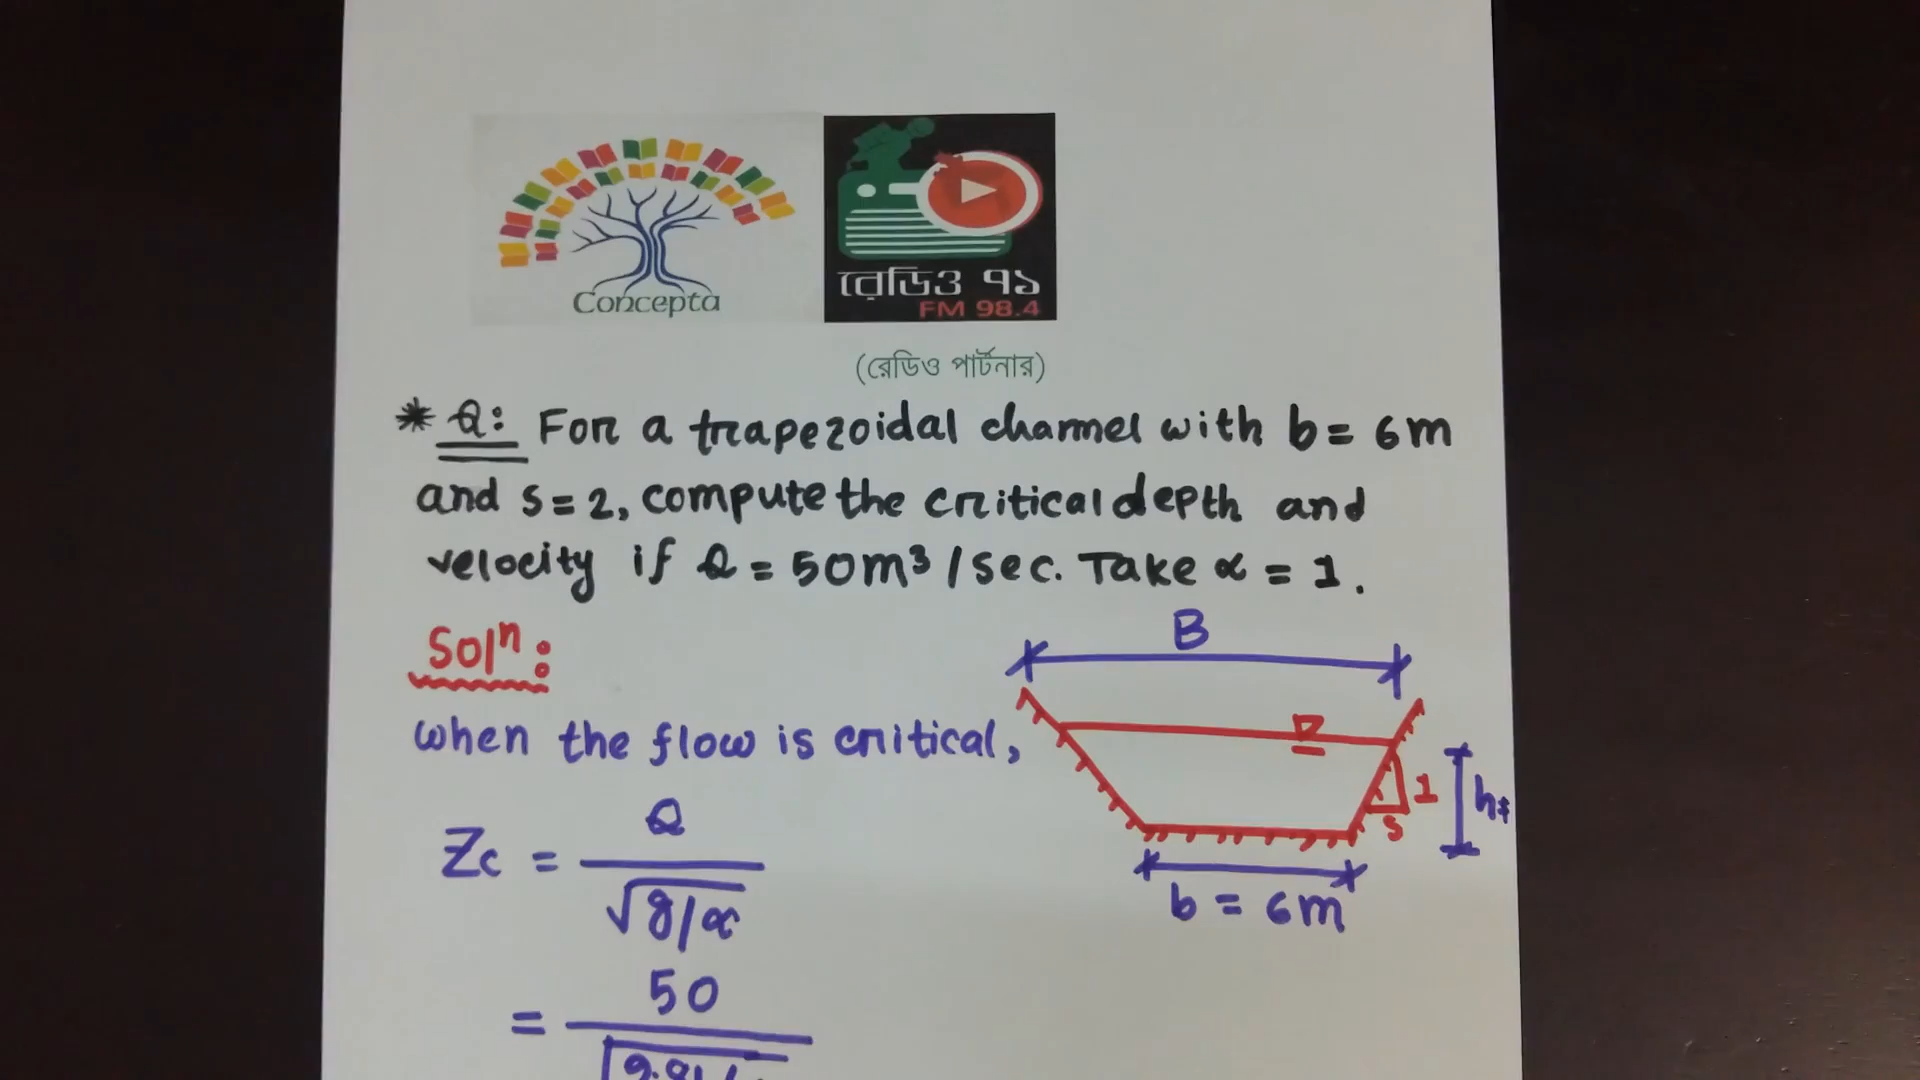 Concepta
রেডিও ৭১
FM 98.4
(রেডিও পার্টনার)
* Q: For a trapezoidal channel with b = 6m
and s = 2, compute the critical depth and
velocity if Q = 50m³/sec. Take α = 1.
Solⁿ:
when the flow is critical,
B
1
s
b = 6m
Zc = Q / √g/α
= 50